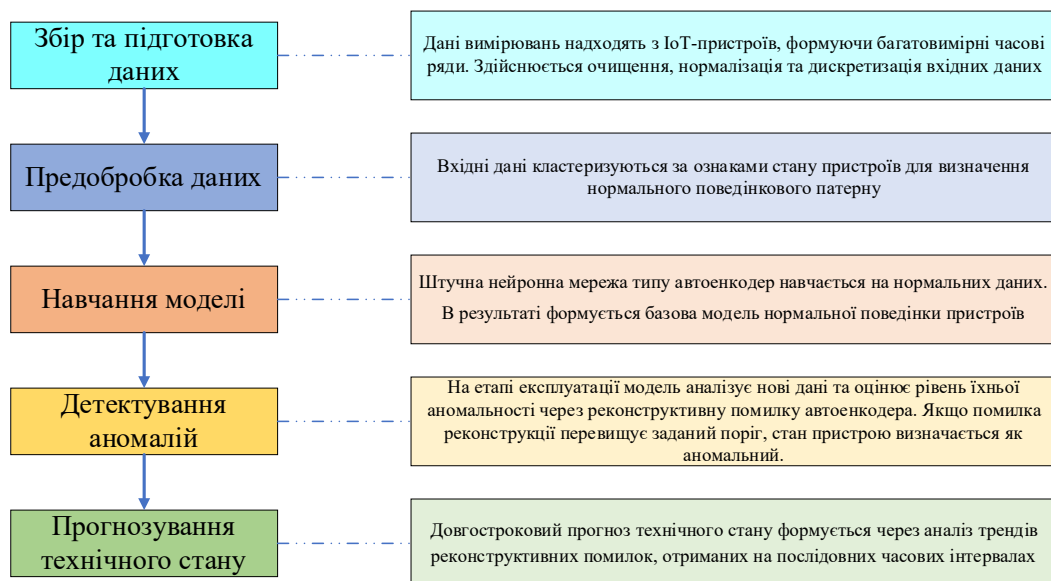 Збір та підготовка
даних
Дані вимірювань надходять з IoT-пристроїв, формуючи багатовимірні часові
ряди. Здійснюється очищення, нормалізація та дискретизація вхідних даних
Предобробка даних
Вхідні дані кластеризуються за ознаками стану пристроїв для визначення
нормального поведінкового патерну
Навчання моделі
Штучна нейронна мережа типу автоенкодер навчається на нормальних даних.
В результаті формується базова модель нормальної поведінки пристроїв
Детектування
аномалій
На етапі експлуатації модель аналізує нові дані та оцінює рівень їхньої
аномальності через реконструктивну помилку автоенкодера. Якщо помилка
реконструкції перевищує заданий поріг, стан пристрою визначається як
аномальний.
Прогнозування
технічного стану
Довгостроковий прогноз технічного стану формується через аналіз трендів
реконструктивних помилок, отриманих на послідовних часових інтервалах